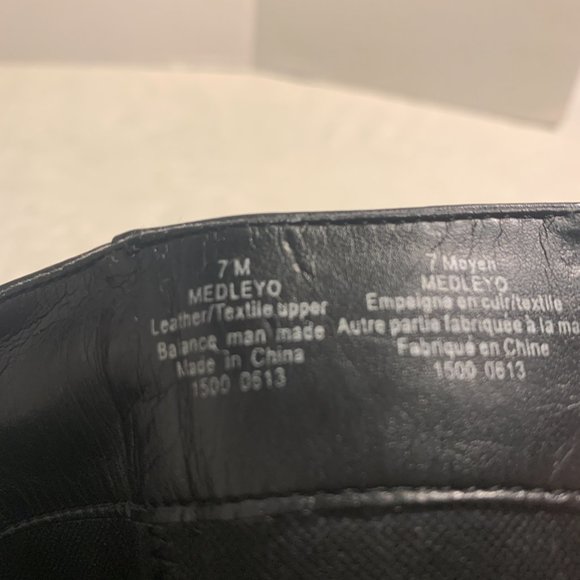 7 M
MEDLEYO
Leather/Textile upper
Balance man made
Made in China
1500 0613
7 Moyen
MEDLEYO
Empeigne en cuir/textile
Autre partie fabriquee à la ma
Fabriqué en Chine
1500 0613